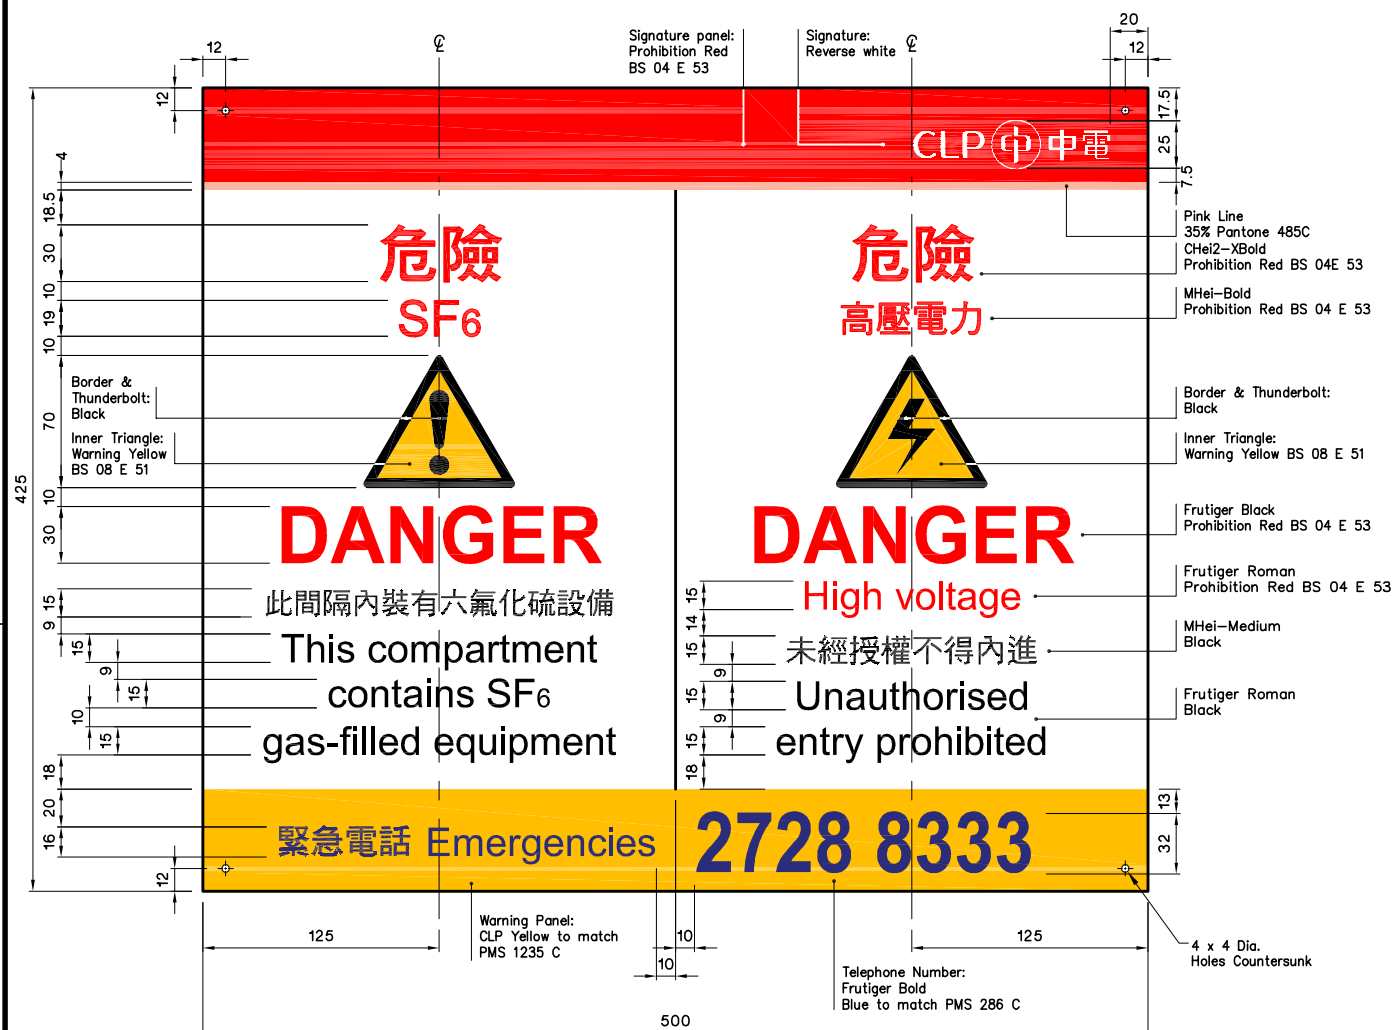 Signature panel:
Prohibition Red
BS 04 E 53
Signature:
Reverse white
℄
℄
12
12
20
12
17.5
25
7.5
CLP 中 中電
4
18.5
30
10
19
10
70
10
30
15
9
15
9
15
10
15
18
20
16
12
425
危險
SF6
Border &
Thunderbolt:
Black
Inner Triangle:
Warning Yellow
BS 08 E 51
DANGER
此間隔內裝有六氟化硫設備
This compartment
contains SF6
gas-filled equipment
危險
高壓電力
DANGER
High voltage
未經授權不得內進
Unauthorised
entry prohibited
15
14
15
9
15
9
15
18
Pink Line
35% Pantone 485C
CHei2-XBold
Prohibition Red BS 04E 53
MHei-Bold
Prohibition Red BS 04 E 53
Border & Thunderbolt:
Black
Inner Triangle:
Warning Yellow BS 08 E 51
Frutiger Black
Prohibition Red BS 04 E 53
Frutiger Roman
Prohibition Red BS 04 E 53
MHei-Medium
Black
Frutiger Roman
Black
緊急電話 Emergencies 2728 8333
13
32
125
Warning Panel:
CLP Yellow to match
PMS 1235 C
10
10
Telephone Number:
Frutiger Bold
Blue to match PMS 286 C
125
4 x 4 Dia.
Holes Countersunk
500